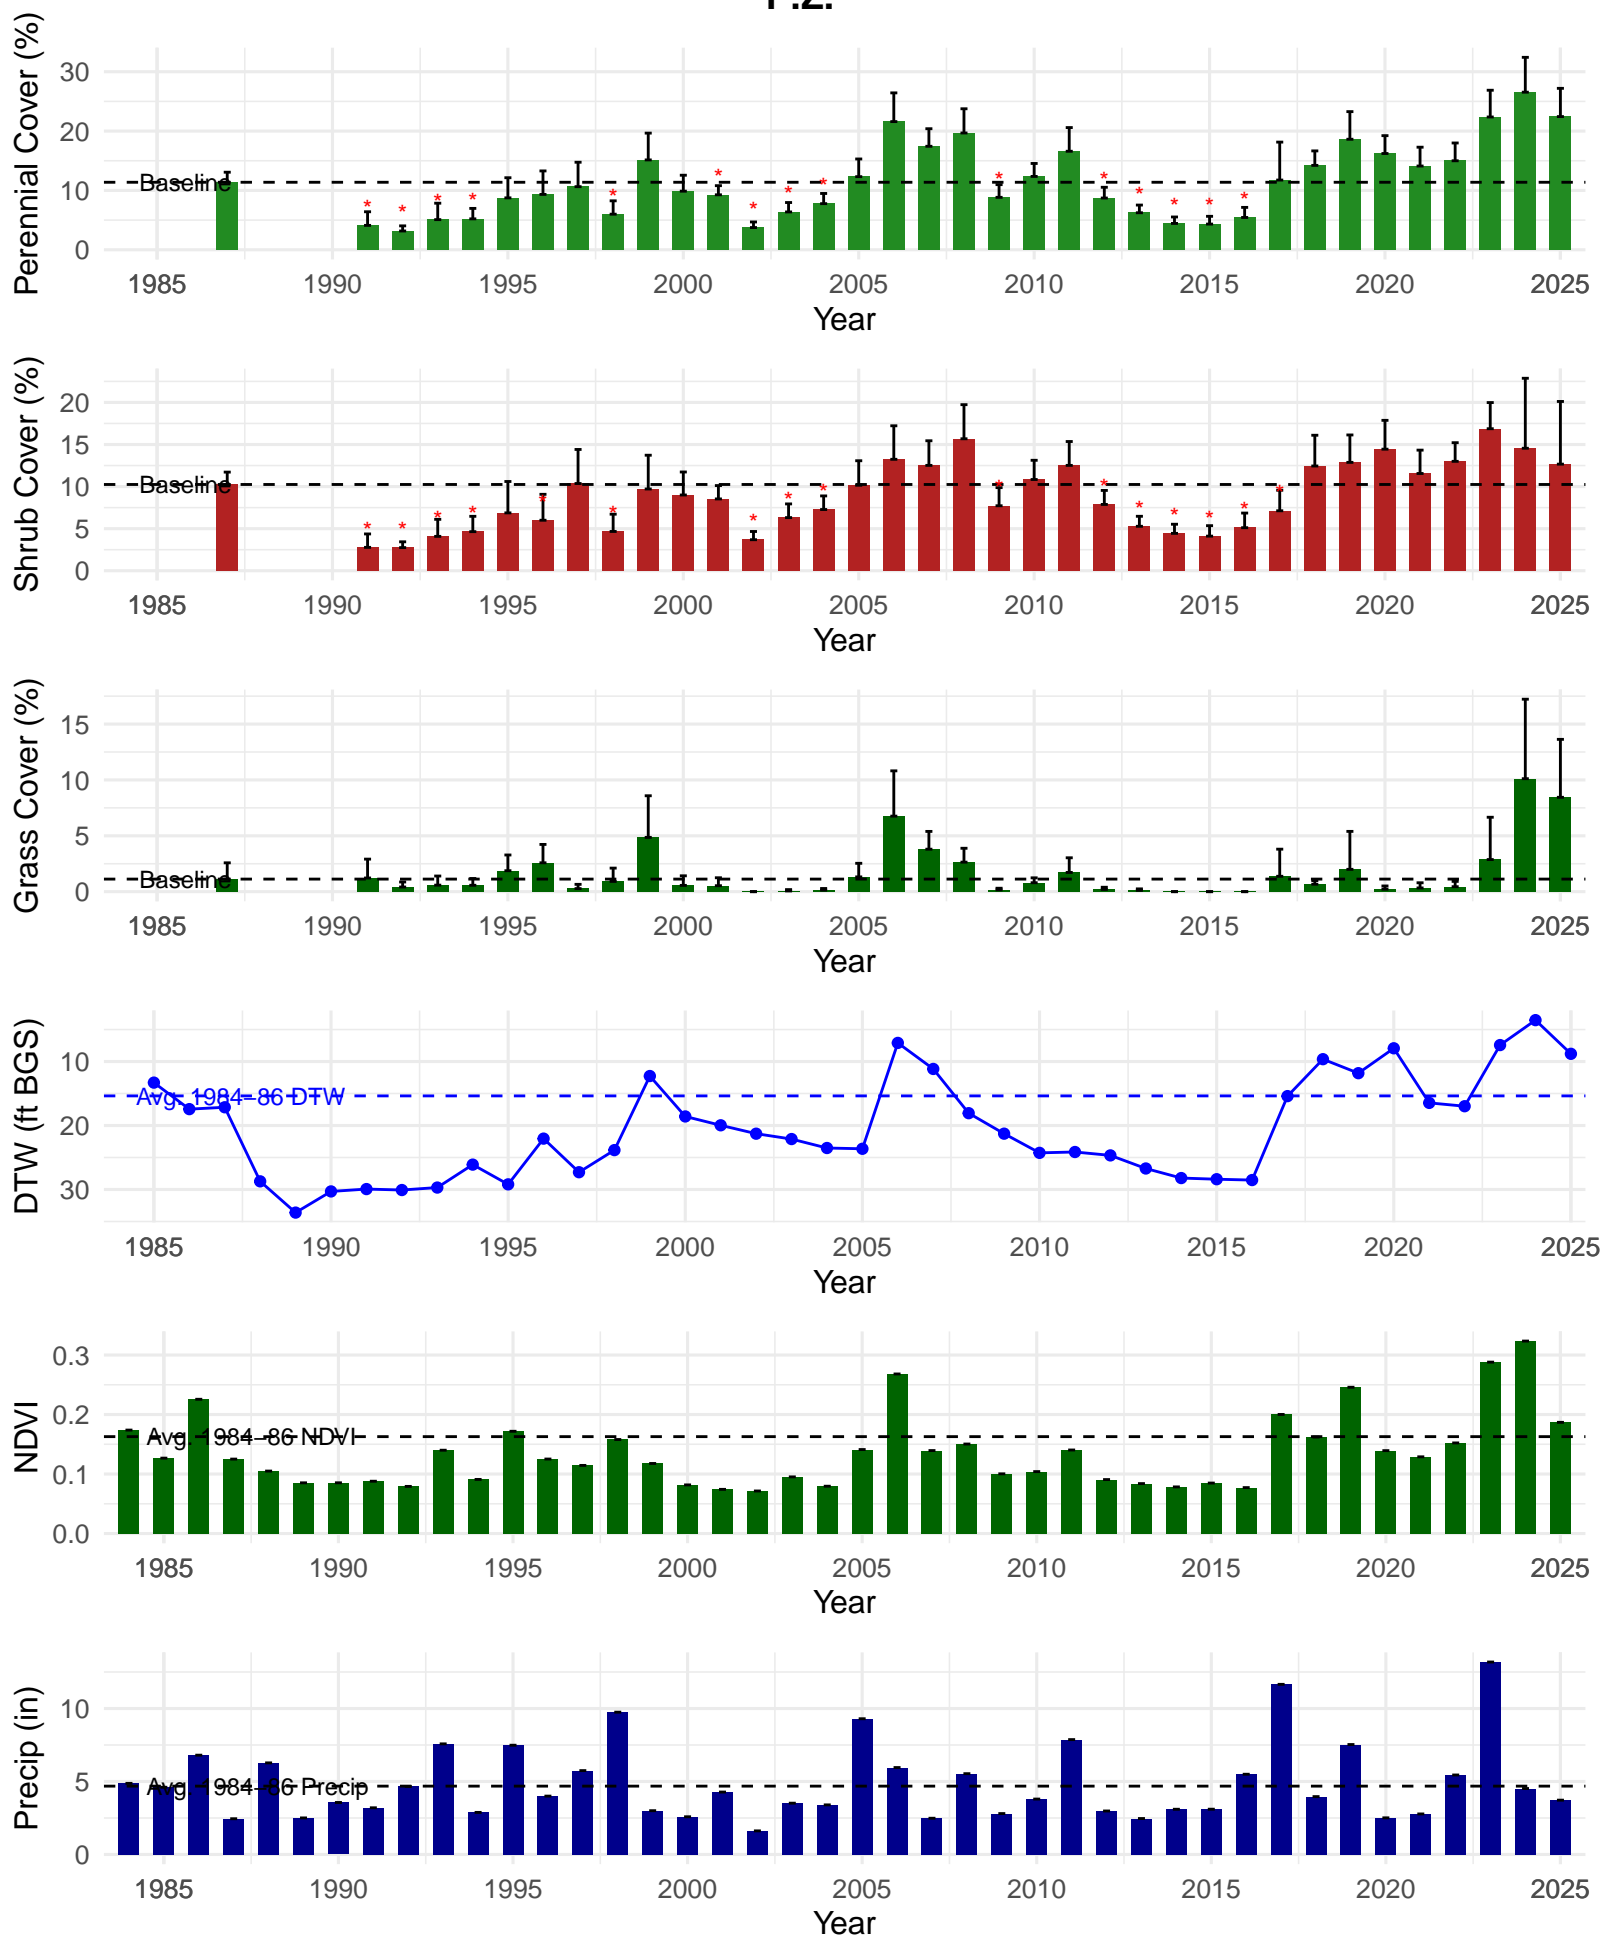 Perennial Cover (%)
30
20
10
0
Baseline
* * * * * * * * * * * * * * *
1985 1990 1995 2000 2005 2010 2015 2020 2025
Year
Shrub Cover (%)
20
15
10
5
0
Baseline
* * * * * * * * * * * * * * * *
1985 1990 1995 2000 2005 2010 2015 2020 2025
Year
Grass Cover (%)
15
10
5
0
Baseline
1985 1990 1995 2000 2005 2010 2015 2020 2025
Year
DTW (ft BGS)
10
20
30
Avg. 1984–86 DTW
1985 1990 1995 2000 2005 2010 2015 2020 2025
Year
NDVI
0.3
0.2
0.1
0.0
Avg. 1984–86 NDVI
1985 1990 1995 2000 2005 2010 2015 2020 2025
Year
Precip (in)
10
5
0
Avg. 1984–86 Precip
1985 1990 1995 2000 2005 2010 2015 2020 2025
Year